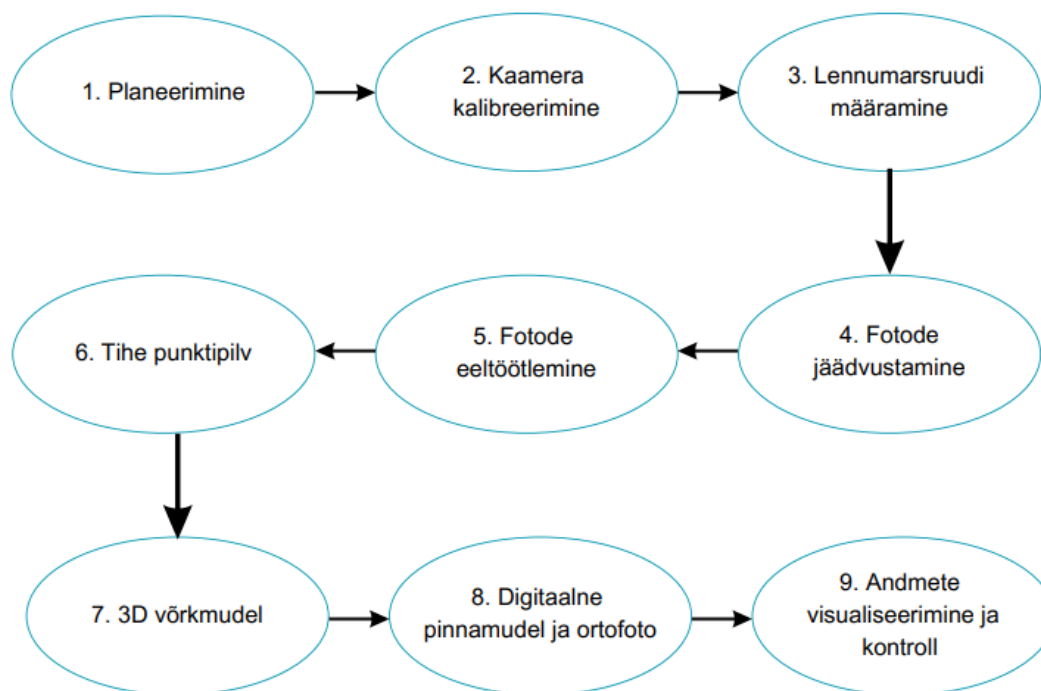 1. Planeerimine
2. Kaamera
kalibreerimine
3. Lennumarsruudi
määramine
4. Fotode
jäädvustamine
5. Fotode
eeltöötlemine
6. Tihe punktipilv
7. 3D võrkmudel
8. Digitaalne
pinnamudel ja ortofoto
9. Andmete
visualiseerimine ja
kontroll